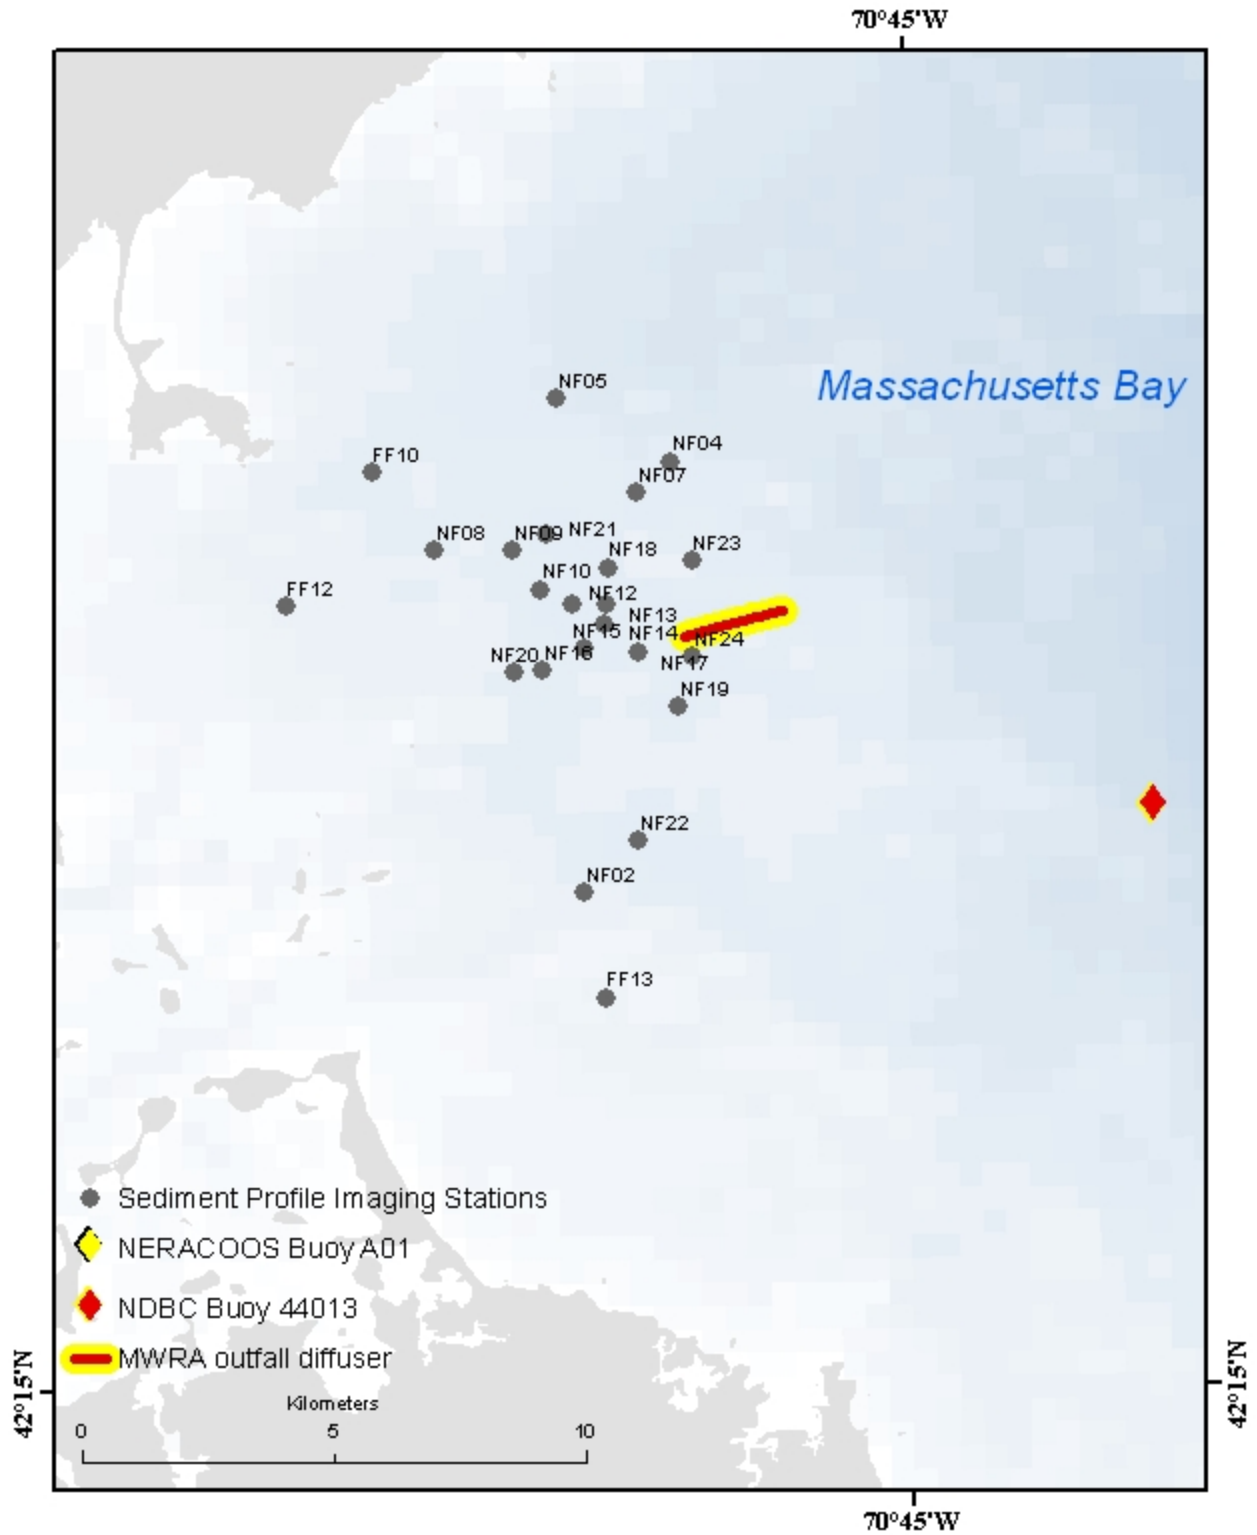 70°45'W
Massachusetts Bay
NF05
NF04
FF10
NF07
NF21
NF08
NF09
NF23
NF18
NF10
FF12
NF12
NF13
NF15
NF14
NF24
NF20
NF16
NF17
NF19
NF22
NF02
FF13
Sediment Profile Imaging Stations
NERACOOS Buoy A01
NDBC Buoy 44013
MWRA outfall diffuser
Kilometers
0 5 10
42°15'N
42°15'N
70°45'W